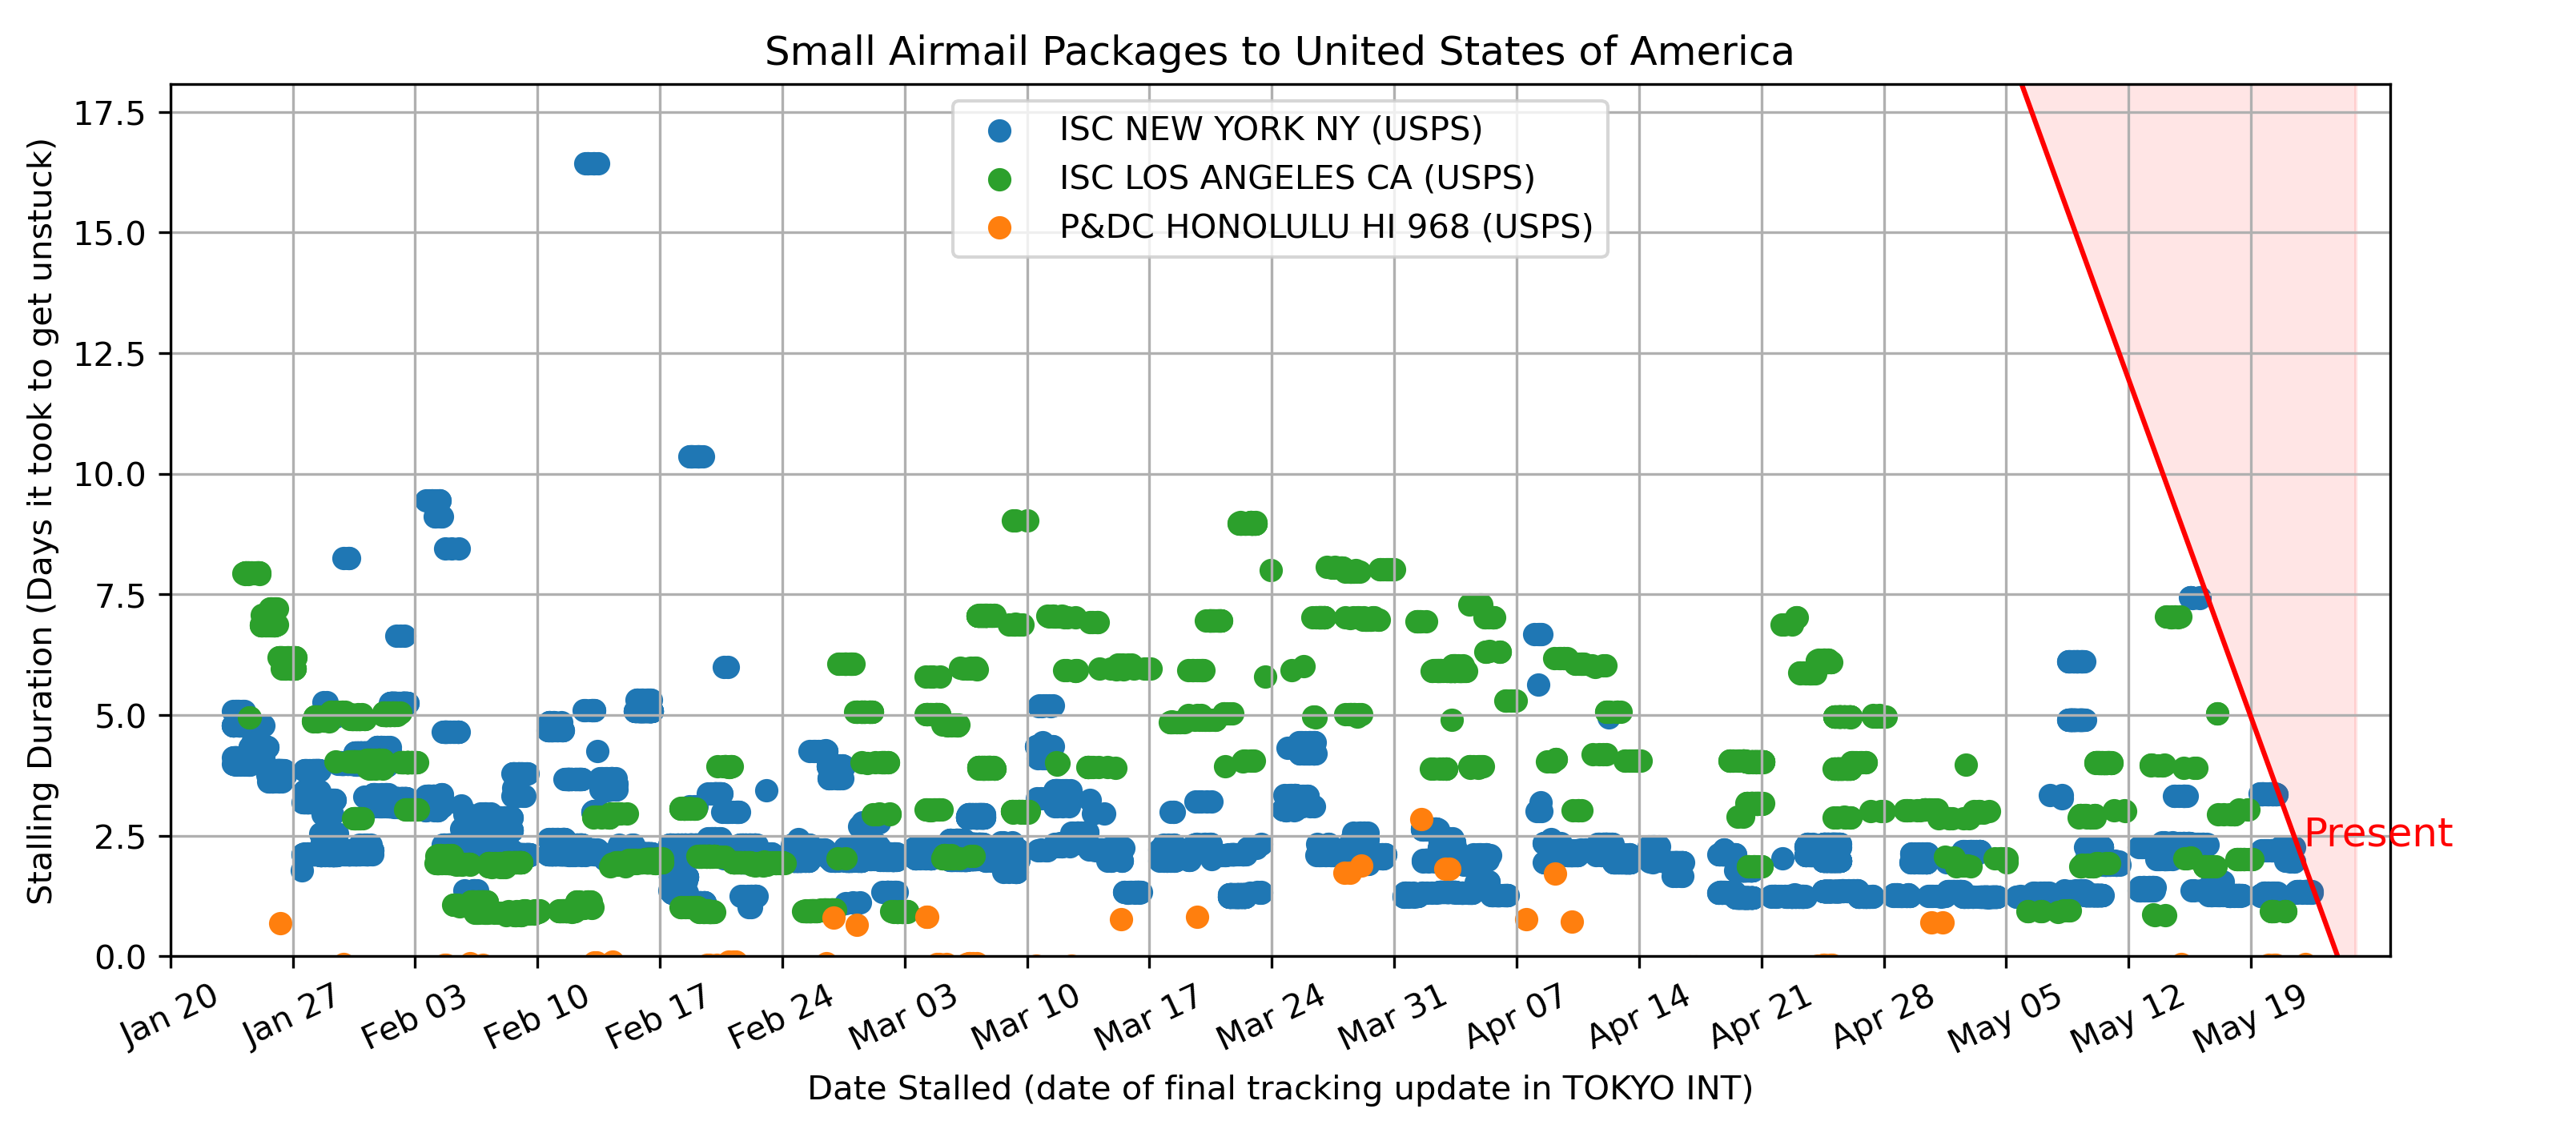 Small Airmail Packages to United States of America
17.5
15.0
12.5
10.0
7.5
5.0
2.5
0.0
Stalling Duration (Days it took to get unstuck)
ISC NEW YORK NY (USPS)
ISC LOS ANGELES CA (USPS)
P&DC HONOLULU HI 968 (USPS)
Present
Jan 20
Jan 27
Feb 03
Feb 10
Feb 17
Feb 24
Mar 03
Mar 10
Mar 17
Mar 24
Mar 31
Apr 07
Apr 14
Apr 21
Apr 28
May 05
May 12
May 19
Date Stalled (date of final tracking update in TOKYO INT)